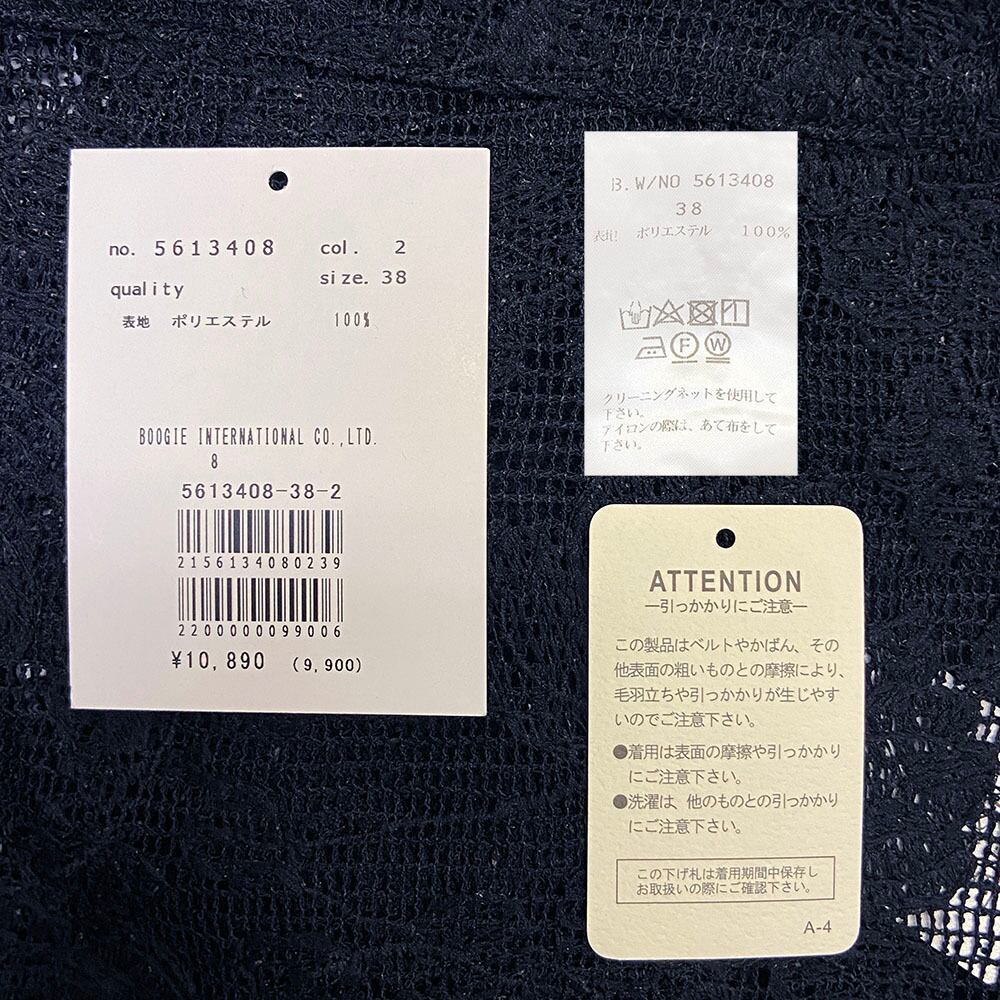 no. 5613408 col. 2
size. 38
quality
表地 ポリエステル 100%
BOOGIE INTERNATIONAL CO.,LTD.
8
5613408-38-2
2156134080239
2200000099006
¥10,890 (9,900)
B.W/NO 5613408
38
表地 ポリエステル 100%
F W
クリーニングネットを使用して
下さい。
アイロンの際は、あて布をして
下さい。
ATTENTION
―引っかかりにご注意―
この製品はベルトやかばん、その
他表面の粗いものとの摩擦により、
毛羽立ちや引っかかりが生じやす
いのでご注意下さい。
●着用は表面の摩擦や引っかかり
にご注意下さい。
●洗濯は、他のものとの引っかかり
にご注意下さい。
この下げ札は着用期間中保存し
お取扱いの際にご確認下さい。
A-4